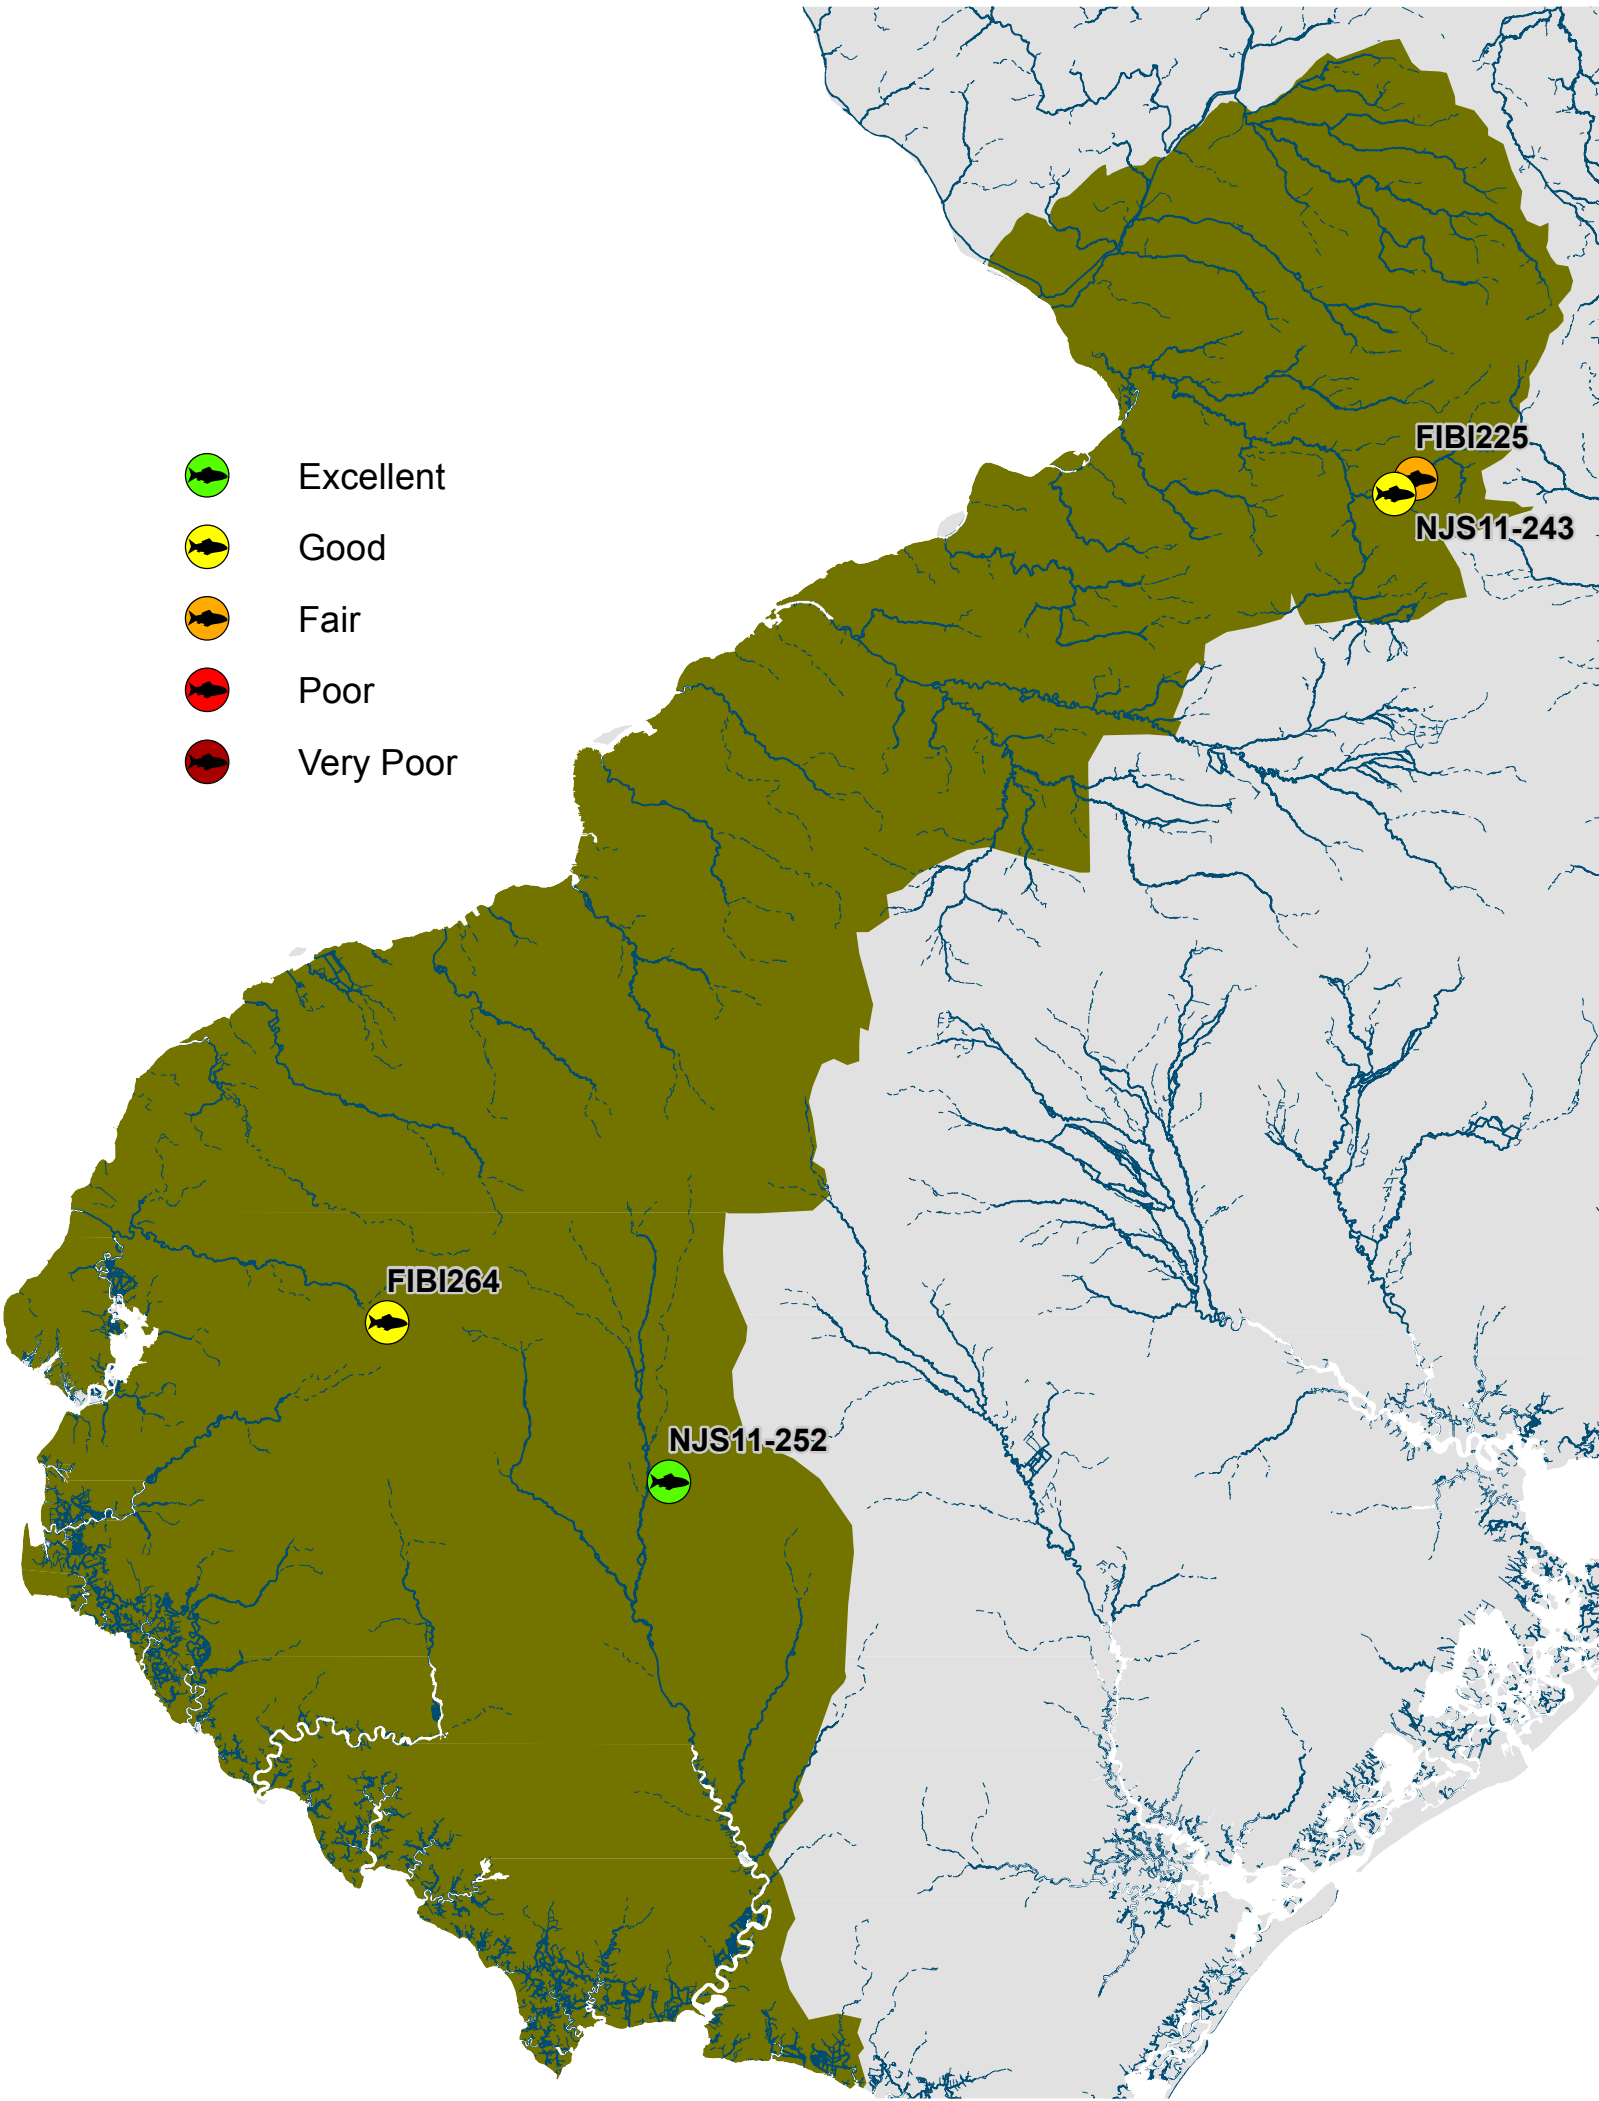 FIBI225
Excellent
NJS11-243
Good
Fair
Poor
Very Poor
FIBI264
NJS11-252